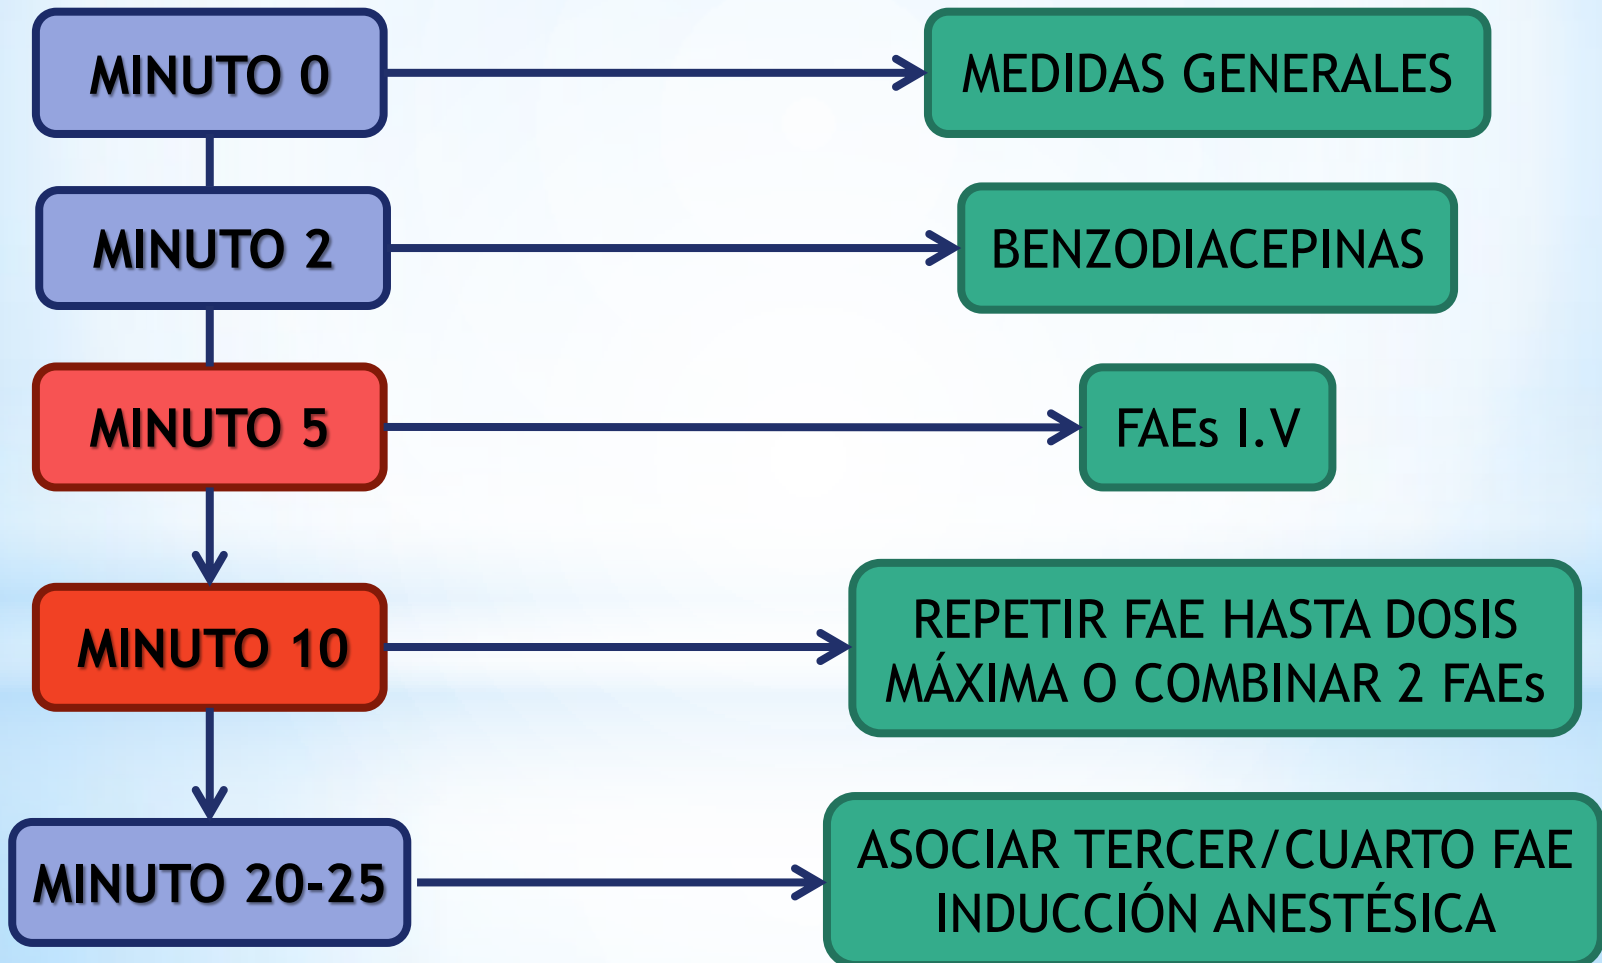 MINUTO 0
MEDIDAS GENERALES
MINUTO 2
BENZODIACEPINAS
MINUTO 5
FAEs I.V
MINUTO 10
REPETIR FAE HASTA DOSIS
MÁXIMA O COMBINAR 2 FAEs
MINUTO 20-25
ASOCIAR TERCER/CUARTO FAE
INDUCCIÓN ANESTÉSICA